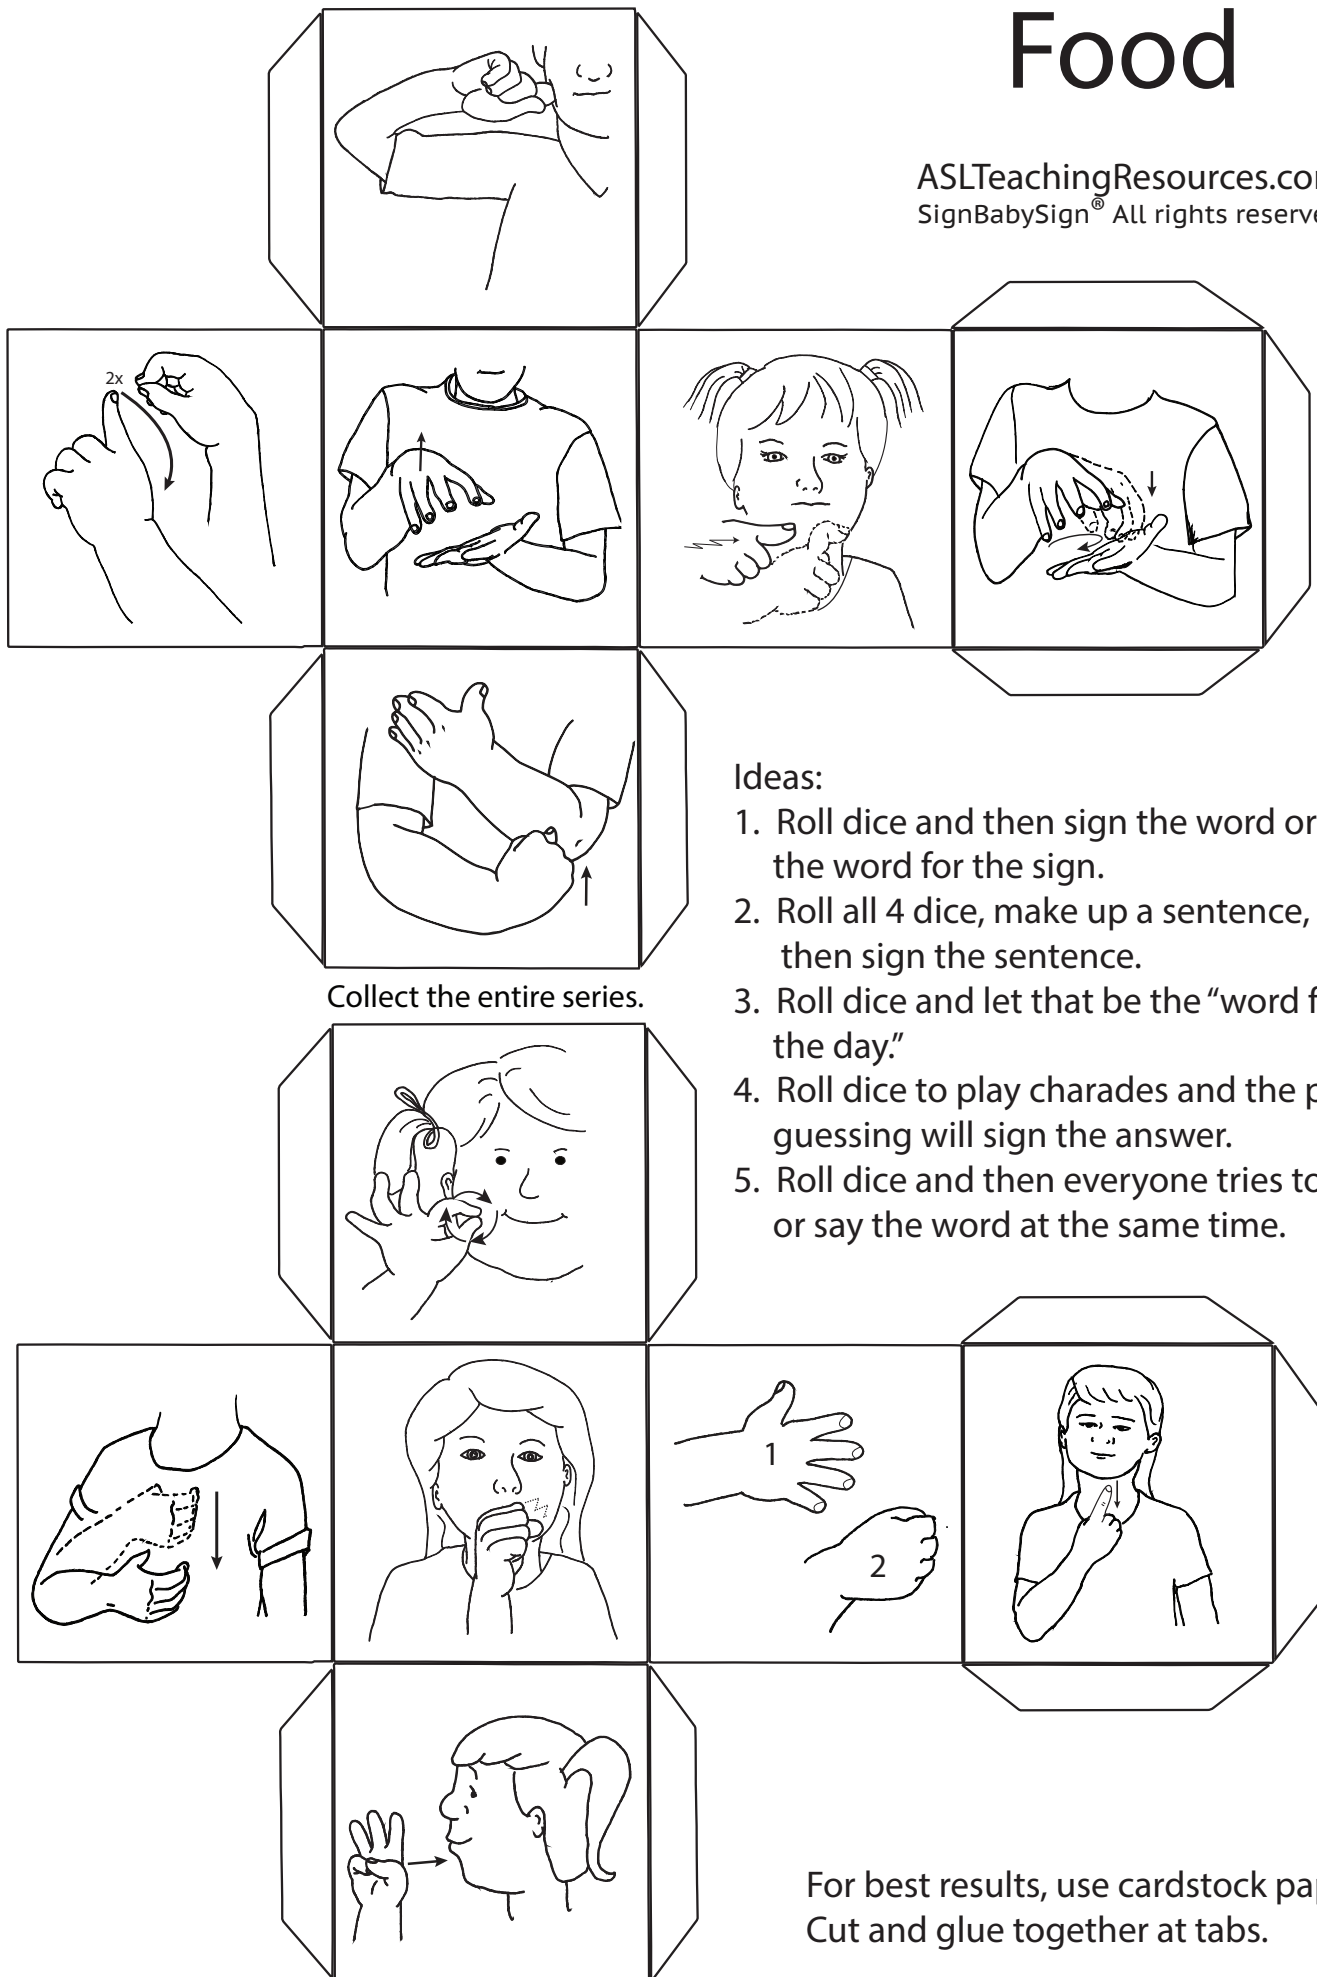 Food
ASLTeachingResources.co
SignBabySign® All rights reserve
2x
Ideas:
1. Roll dice and then sign the word or
the word for the sign.
2. Roll all 4 dice, make up a sentence,
then sign the sentence.
Collect the entire series.
3. Roll dice and let that be the “word f
the day.”
4. Roll dice to play charades and the p
guessing will sign the answer.
5. Roll dice and then everyone tries to
or say the word at the same time.
1
2
For best results, use cardstock pa
Cut and glue together at tabs.